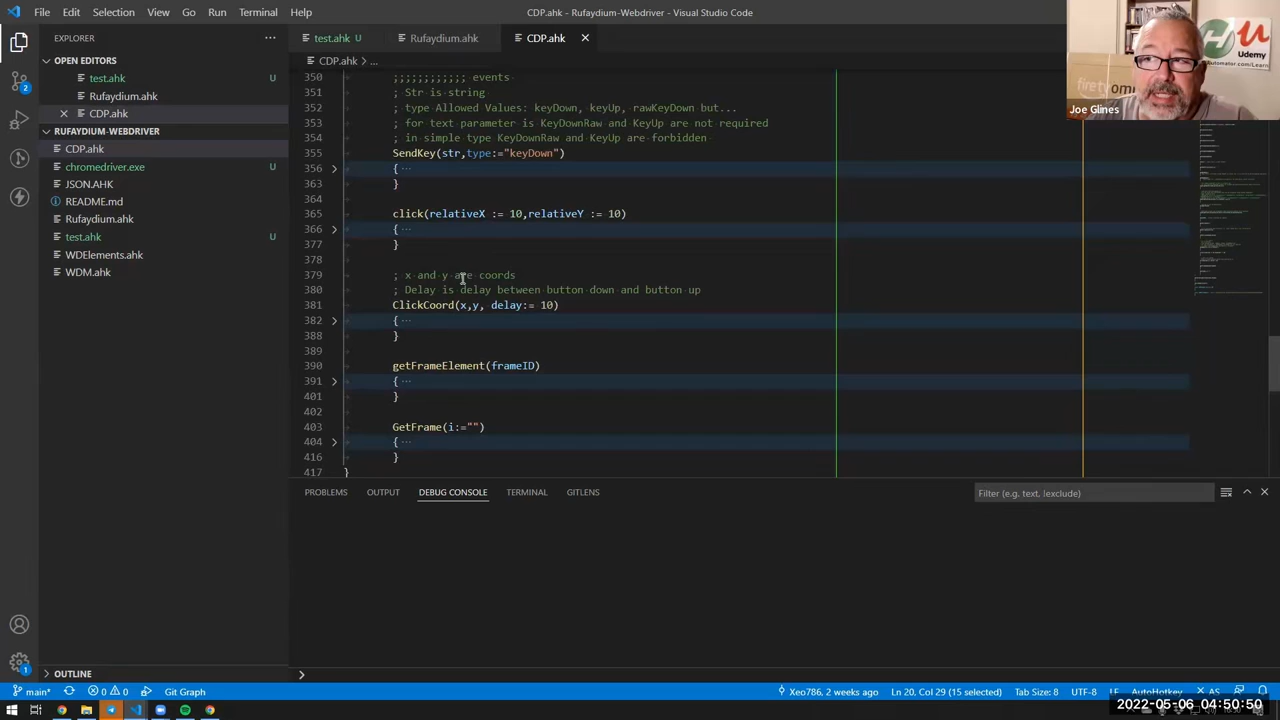 File Edit Selection View Go Run Terminal Help
CDP.ahk - Rufaydium-Webdriver - Visual Studio Code
Udemy
Automator.com/Learn
Joe Glines
EXPLORER
OPEN EDITORS
test.ahk U
Rufaydium.ahk
CDP.ahk
RUFAYDIUM-WEBDRIVER
CDP.ahk
chromedriver.exe U
JSON.AHK
README.md
Rufaydium.ahk
test.ahk U
WDElements.ahk
WDM.ahk
OUTLINE
test.ahk U Rufaydium.ahk CDP.ahk
CDP.ahk > ...
350 ;;;;;;;;;;;; events
351 ; Str is string
352 ; type Allowed Values: keyDown, keyUp, rawKeyDown but...
353 ; text parameter is KeyDownRaw and KeyUp are not required
354 ; in simple type RawDownRaw and KeyUp are forbidden
355 SendKey(str,type:="keyDown")
356 {
363 }
364
365 click(relativeX := 10,relativeY := 10)
366 {
377 }
378
379 ; x and y are coords
380 ; Delay is delay between button down and button up
381 ClickCoord(x,y, delay:= 10)
382 {
388 }
389
390 getFrameElement(frameID)
391 {
401 }
402
403 GetFrame(i:="")
404 {
416 }
417 }
PROBLEMS OUTPUT DEBUG CONSOLE TERMINAL GITLENS
Filter (e.g. text, !exclude)
main* 0 0 Git Graph
Xeo786, 2 weeks ago Ln 20, Col 29 (15 selected) Tab Size: 8 UTF-8 LF AutoHotkey AS
2022-05-06 04:50:50